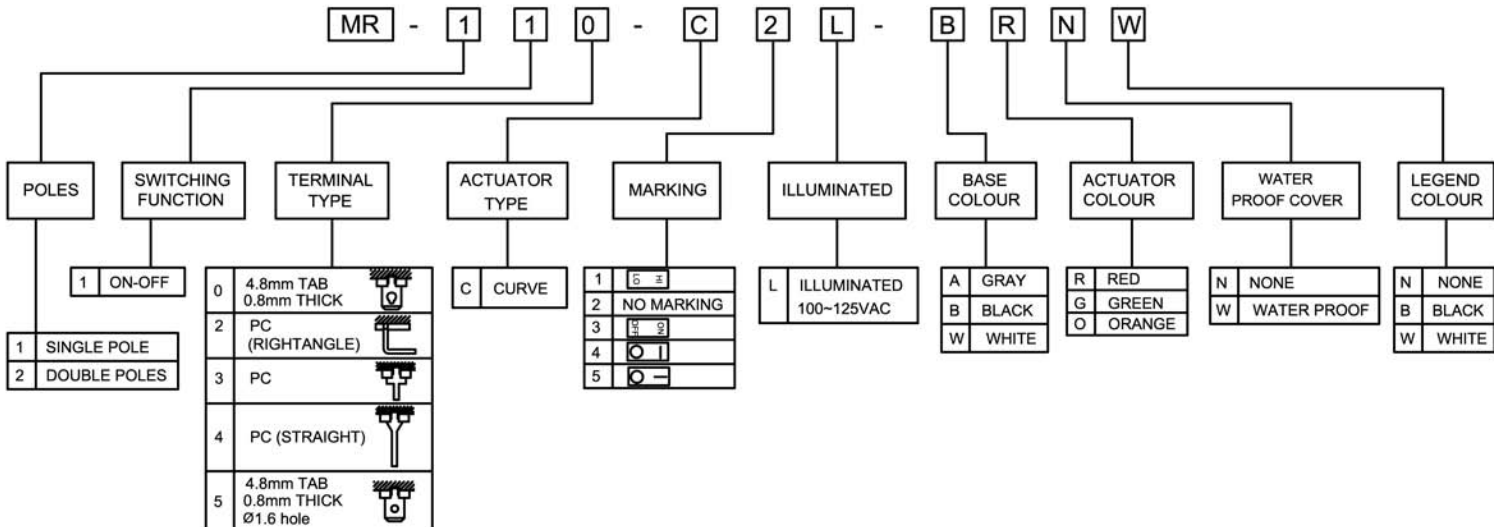 MR - 1 1 0 - C 2 L - B R N W
POLES
SWITCHING
FUNCTION
TERMINAL
TYPE
ACTUATOR
TYPE
MARKING
ILLUMINATED
BASE
COLOUR
ACTUATOR
COLOUR
WATER
PROOF COVER
LEGEND
COLOUR
1 SINGLE POLE
2 DOUBLE POLES
1 ON-OFF
0 4.8mm TAB
0.8mm THICK
2 PC
(RIGHTANGLE)
3 PC
4 PC (STRAIGHT)
5 4.8mm TAB
0.8mm THICK
Ø1.6 hole
C CURVE
1 LO HI
2 NO MARKING
3 OFF ON
4 O |
5 O —
L ILLUMINATED
100~125VAC
A GRAY
B BLACK
W WHITE
R RED
G GREEN
O ORANGE
N NONE
W WATER PROOF
N NONE
B BLACK
W WHITE